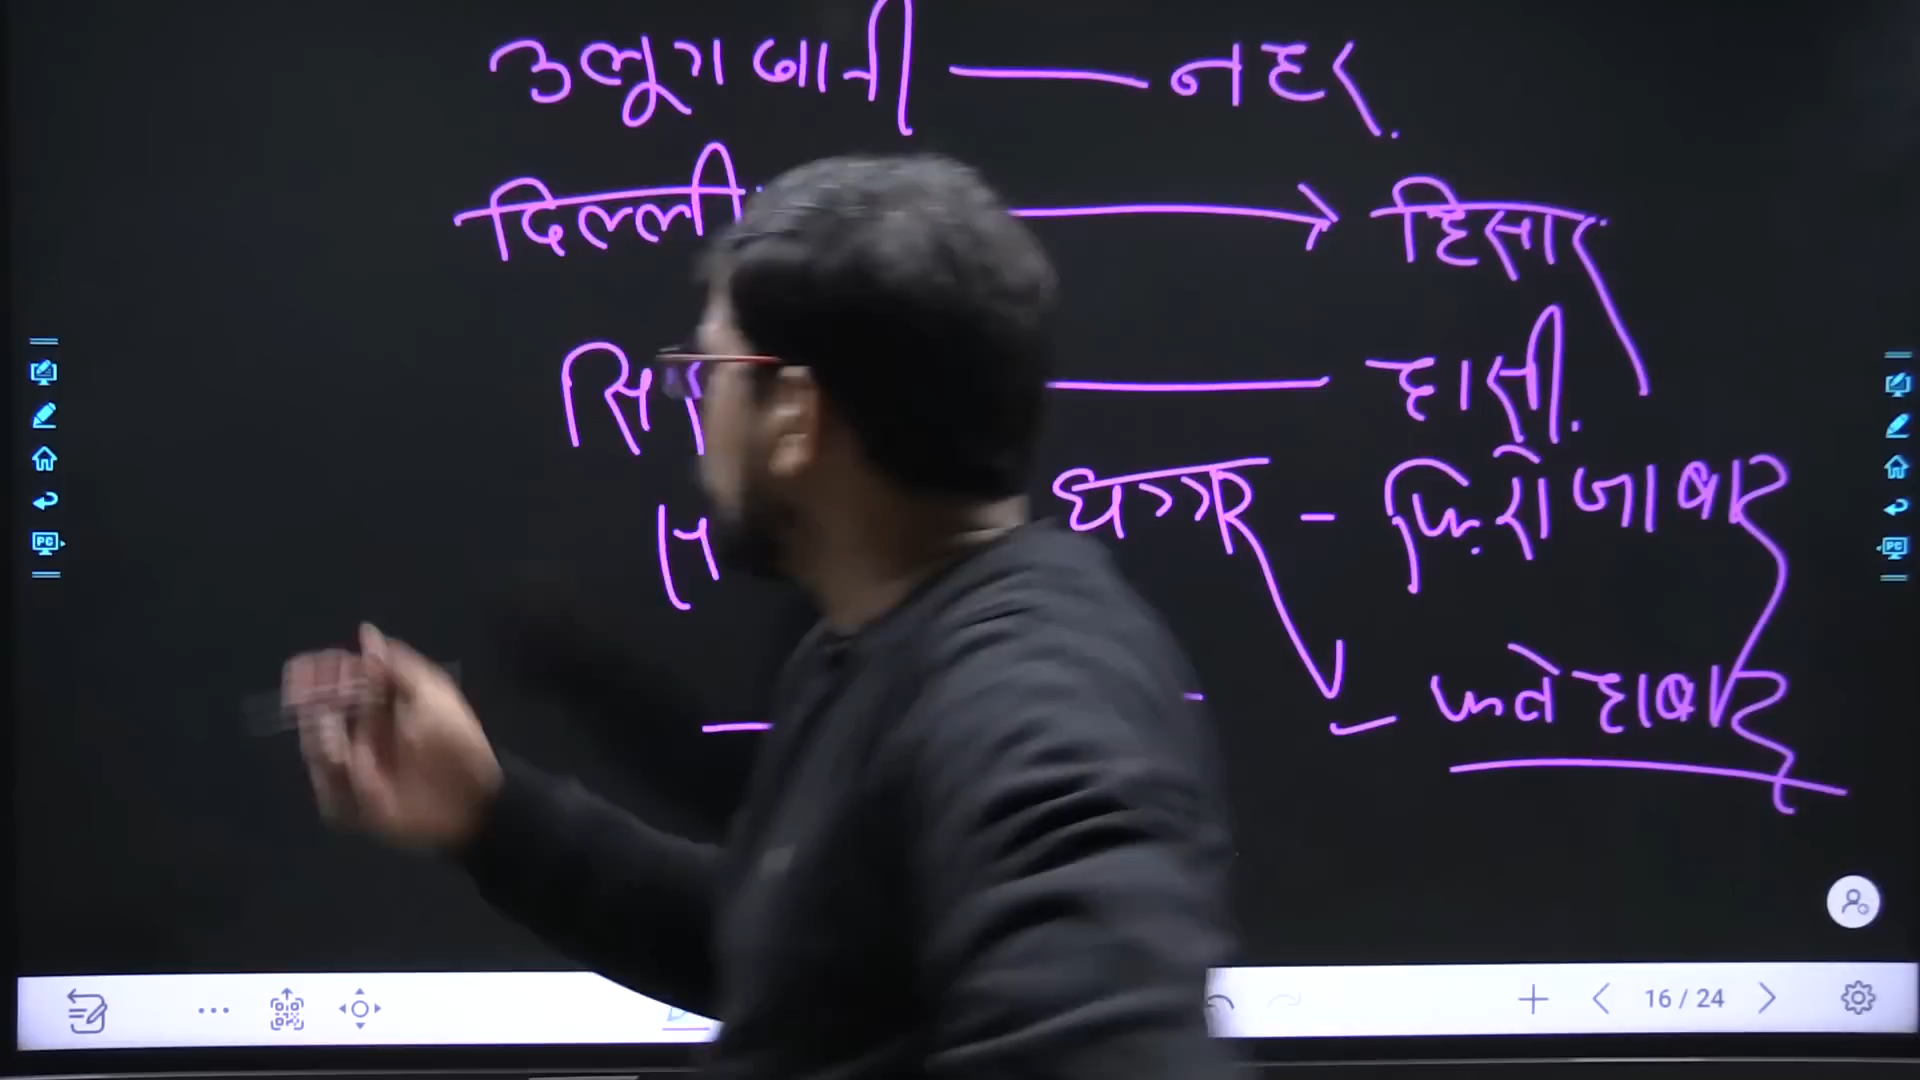 उलूगखानी — नहर.
दिल्ली → हिसार
— हासी.
घग्गर - फिरोजाबाद
— फतेहाबाद
16 / 24